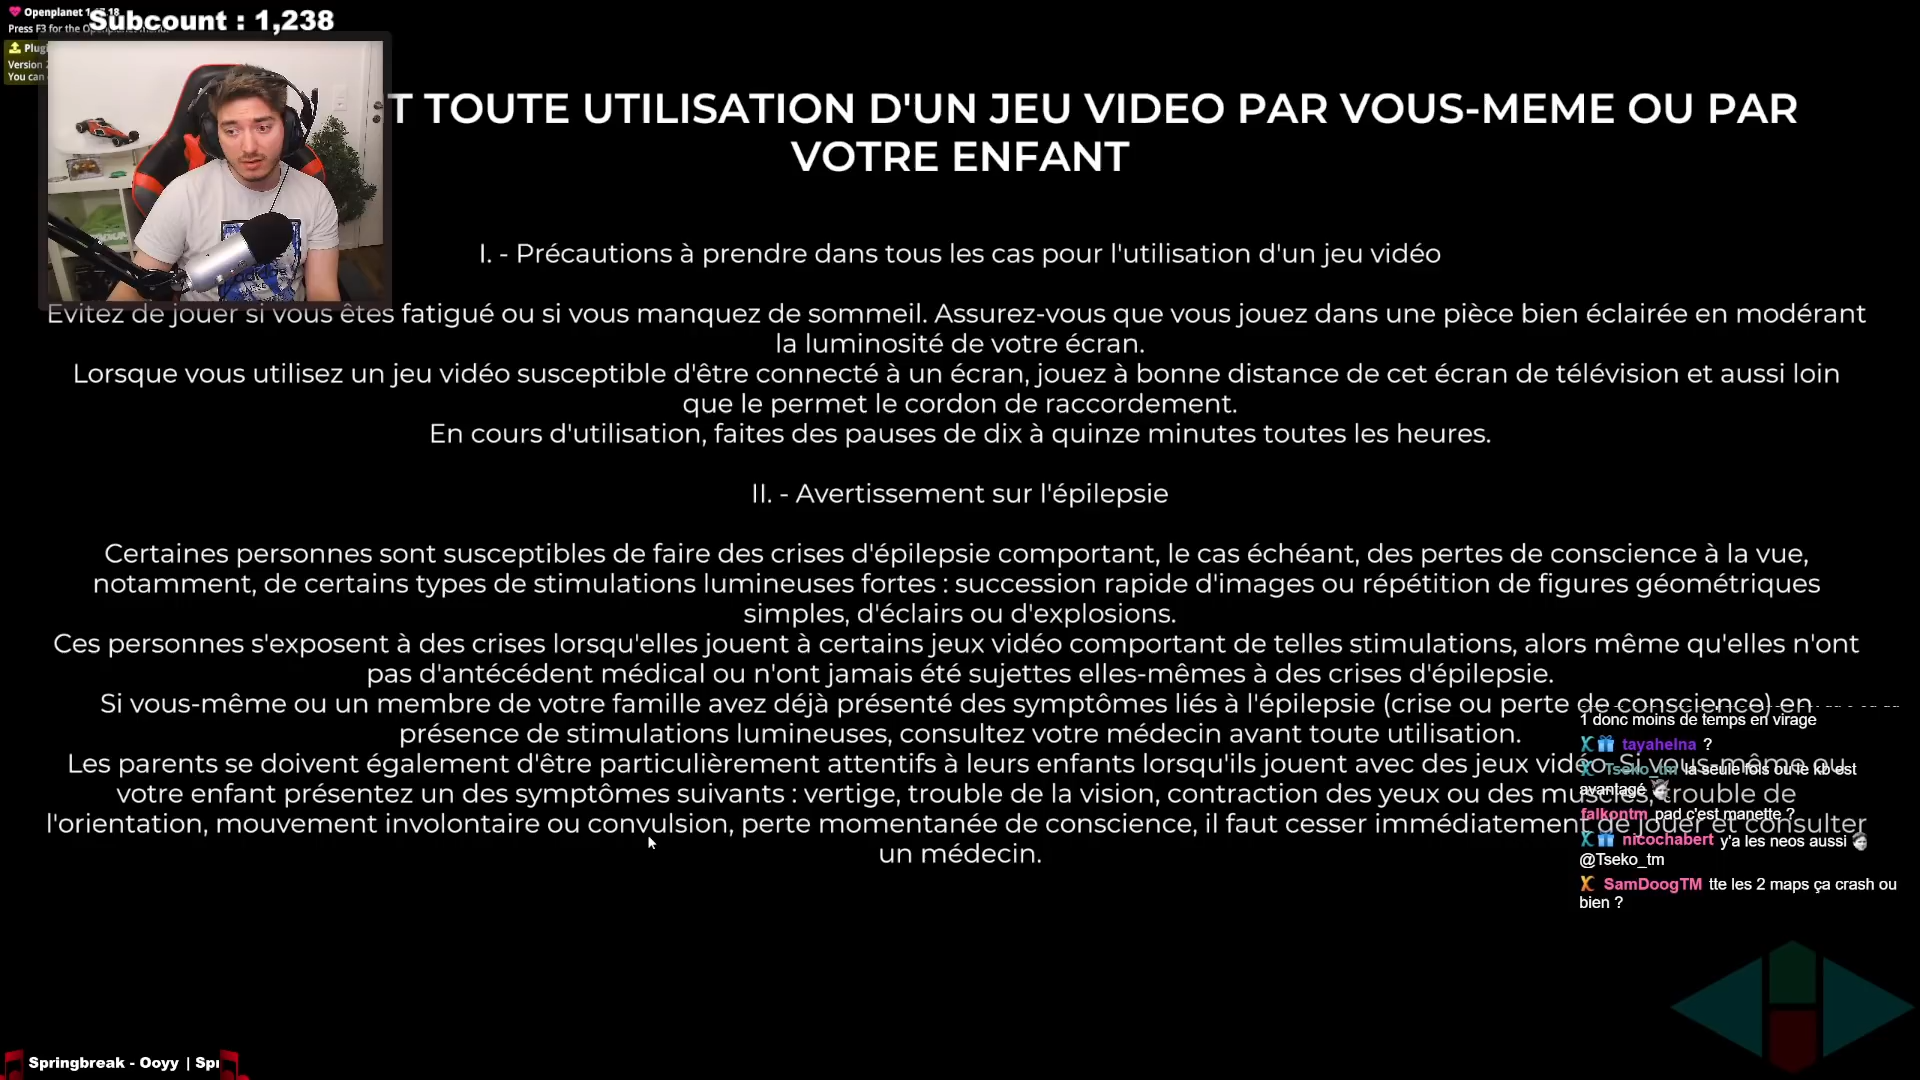 Openplanet 1
Subcount : 1,238
Press F3 for the
Plugi
Version
You can
T TOUTE UTILISATION D'UN JEU VIDEO PAR VOUS-MEME OU PAR
VOTRE ENFANT
I. - Précautions à prendre dans tous les cas pour l'utilisation d'un jeu vidéo
Evitez de jouer si vous êtes fatigué ou si vous manquez de sommeil. Assurez-vous que vous jouez dans une pièce bien éclairée en modérant
la luminosité de votre écran.
Lorsque vous utilisez un jeu vidéo susceptible d'être connecté à un écran, jouez à bonne distance de cet écran de télévision et aussi loin
que le permet le cordon de raccordement.
En cours d'utilisation, faites des pauses de dix à quinze minutes toutes les heures.
II. - Avertissement sur l'épilepsie
Certaines personnes sont susceptibles de faire des crises d'épilepsie comportant, le cas échéant, des pertes de conscience à la vue,
notamment, de certains types de stimulations lumineuses fortes : succession rapide d'images ou répétition de figures géométriques
simples, d'éclairs ou d'explosions.
Ces personnes s'exposent à des crises lorsqu'elles jouent à certains jeux vidéo comportant de telles stimulations, alors même qu'elles n'ont
pas d'antécédent médical ou n'ont jamais été sujettes elles-mêmes à des crises d'épilepsie.
Si vous-même ou un membre de votre famille avez déjà présenté des symptômes liés à l'épilepsie (crise ou perte de conscience) en
présence de stimulations lumineuses, consultez votre médecin avant toute utilisation.
Les parents se doivent également d'être particulièrement attentifs à leurs enfants lorsqu'ils jouent avec des jeux vidéo. Si vous-même ou
votre enfant présentez un des symptômes suivants : vertige, trouble de la vision, contraction des yeux ou des muscles, trouble de
l'orientation, mouvement involontaire ou convulsion, perte momentanée de conscience, il faut cesser immédiatement de jouer et consulter
un médecin.
1 donc moins de temps en virage
tayahelna ?
Tseko_tm la seule fois ou le kb est
avantagé
falkontm pad c'est manette ?
nicochabert y'a les neos aussi
@Tseko_tm
SamDoogTM tte les 2 maps ça crash ou
bien ?
Springbreak - Ooyy | Spr